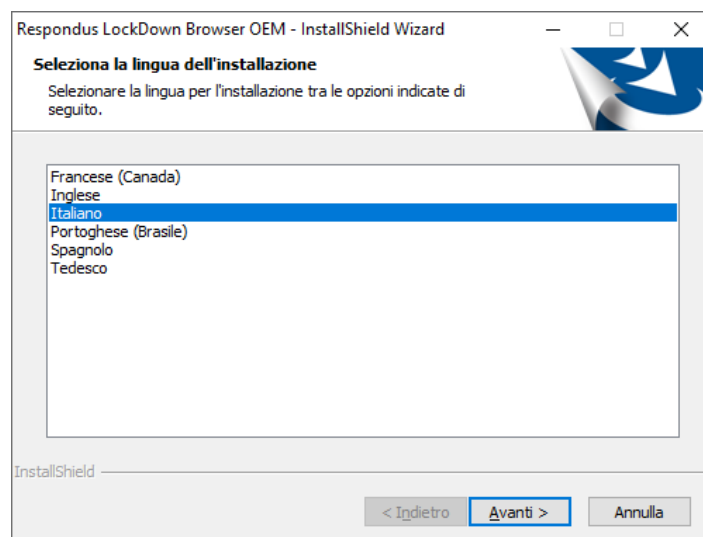 Respondus LockDown Browser OEM - InstallShield Wizard
Seleziona la lingua dell'installazione
Selezionare la lingua per l'installazione tra le opzioni indicate di
seguito.
Francese (Canada)
Inglese
Italiano
Portoghese (Brasile)
Spagnolo
Tedesco
InstallShield
< Indietro
Avanti >
Annulla